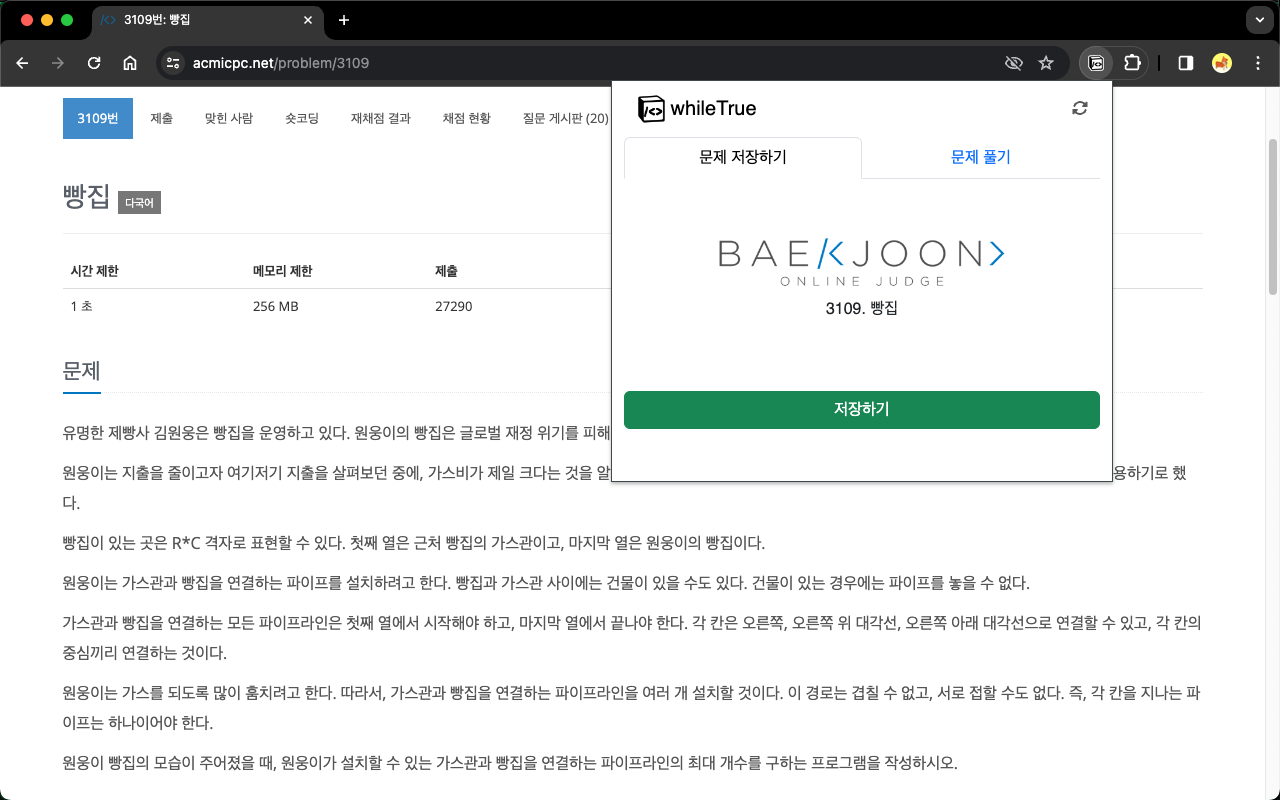 3109번: 빵집
acmicpc.net/problem/3109
3109번 제출 맞힌 사람 숏코딩 재채점 결과 채점 현황 질문 게시판 (20)
빵집 다국어
시간 제한 메모리 제한 제출
1 초 256 MB 27290
문제
유명한 제빵사 김원웅은 빵집을 운영하고 있다. 원웅이의 빵집은 글로벌 재정 위기를 피해
원웅이는 지출을 줄이고자 여기저기 지출을 살펴보던 중에, 가스비가 제일 크다는 것을 알
용하기로 했
다.
빵집이 있는 곳은 R*C 격자로 표현할 수 있다. 첫째 열은 근처 빵집의 가스관이고, 마지막 열은 원웅이의 빵집이다.
원웅이는 가스관과 빵집을 연결하는 파이프를 설치하려고 한다. 빵집과 가스관 사이에는 건물이 있을 수도 있다. 건물이 있는 경우에는 파이프를 놓을 수 없다.
가스관과 빵집을 연결하는 모든 파이프라인은 첫째 열에서 시작해야 하고, 마지막 열에서 끝나야 한다. 각 칸은 오른쪽, 오른쪽 위 대각선, 오른쪽 아래 대각선으로 연결할 수 있고, 각 칸의
중심끼리 연결하는 것이다.
원웅이는 가스를 되도록 많이 훔치려고 한다. 따라서, 가스관과 빵집을 연결하는 파이프라인을 여러 개 설치할 것이다. 이 경로는 겹칠 수 없고, 서로 접할 수도 없다. 즉, 각 칸을 지나는 파
이프는 하나이어야 한다.
원웅이 빵집의 모습이 주어졌을 때, 원웅이가 설치할 수 있는 가스관과 빵집을 연결하는 파이프라인의 최대 개수를 구하는 프로그램을 작성하시오.
whileTrue
문제 저장하기 문제 풀기
BAE/<JOON>
ONLINE JUDGE
3109. 빵집
저장하기